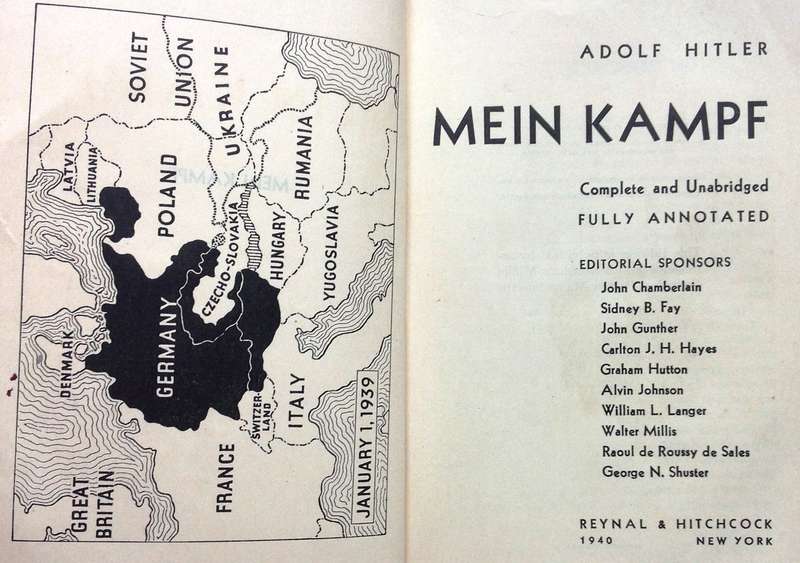 SOVIET
UNION
UKRAINE
LATVIA
LITHUANIA
POLAND
RUMANIA
CZECHO-SLOVAKIA
HUNGARY
YUGOSLAVIA
DENMARK
GERMANY
SWITZER-
LAND
ITALY
GREAT
BRITAIN
FRANCE
JANUARY 1, 1939
ADOLF HITLER
MEIN KAMPF
Complete and Unabridged
FULLY ANNOTATED
EDITORIAL SPONSORS
John Chamberlain
Sidney B. Fay
John Gunther
Carlton J. H. Hayes
Graham Hutton
Alvin Johnson
William L. Langer
Walter Millis
Raoul de Roussy de Sales
George N. Shuster
REYNAL & HITCHCOCK
1940 NEW YORK